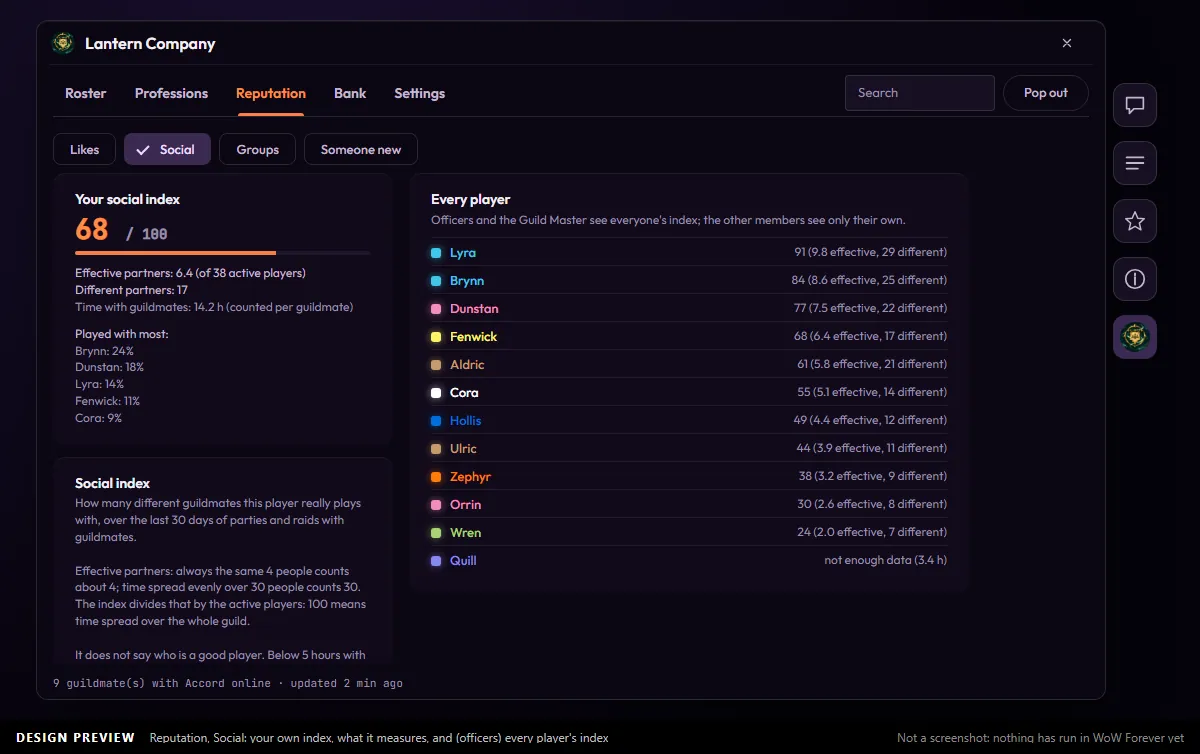 Lantern Company
Roster Professions Reputation Bank Settings Search Pop out
Likes Social Groups Someone new
Your social index
68 / 100
Effective partners: 6.4 (of 38 active players)
Different partners: 17
Time with guildmates: 14.2 h (counted per guildmate)
Played with most:
Brynn: 24%
Dunstan: 18%
Lyra: 14%
Fenwick: 11%
Cora: 9%
Social index
How many different guildmates this player really plays
with, over the last 30 days of parties and raids with
guildmates.
Effective partners: always the same 4 people counts
about 4; time spread evenly over 30 people counts 30.
The index divides that by the active players: 100 means
time spread over the whole guild.
It does not say who is a good player. Below 5 hours with
Every player
Officers and the Guild Master see everyone's index; the other members see only their own.
Lyra 91 (9.8 effective, 29 different)
Brynn 84 (8.6 effective, 25 different)
Dunstan 77 (7.5 effective, 22 different)
Fenwick 68 (6.4 effective, 17 different)
Aldric 61 (5.8 effective, 21 different)
Cora 55 (5.1 effective, 14 different)
Hollis 49 (4.4 effective, 12 different)
Ulric 44 (3.9 effective, 11 different)
Zephyr 38 (3.2 effective, 9 different)
Orrin 30 (2.6 effective, 8 different)
Wren 24 (2.0 effective, 7 different)
Quill not enough data (3.4 h)
9 guildmate(s) with Accord online · updated 2 min ago
DESIGN PREVIEW Reputation, Social: your own index, what it measures, and (officers) every player's index Not a screenshot: nothing has run in WoW Forever yet